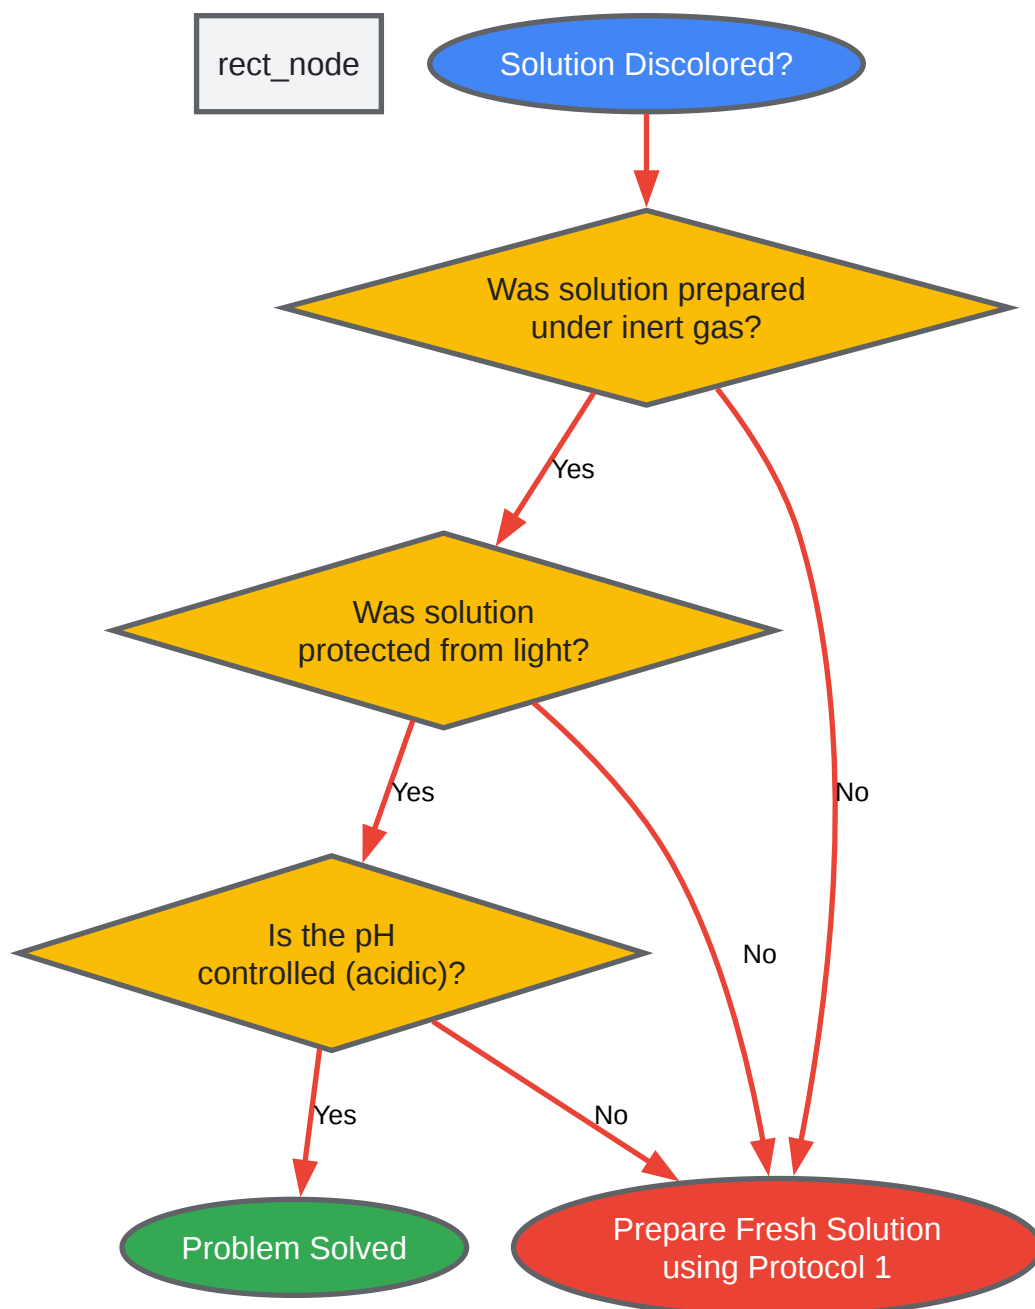 rect_node
Solution Discolored?
Was solution prepared
under inert gas?
Yes
Was solution
protected from light?
Yes
No
Is the pH
controlled (acidic)?
No
Yes
No
Problem Solved
Prepare Fresh Solution
using Protocol 1